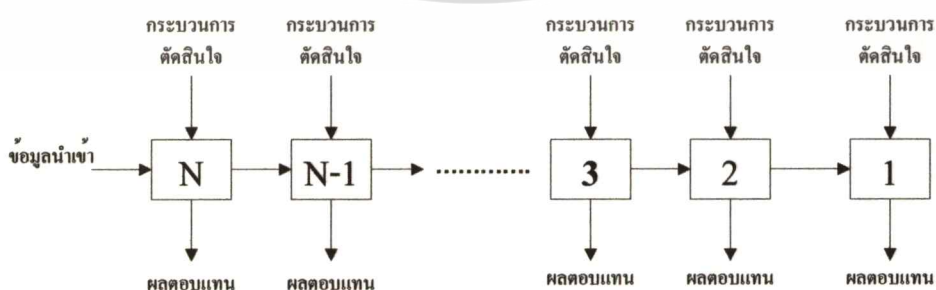 กระบวนการ กระบวนการ กระบวนการ กระบวนการ กระบวนการ
ตัดสินใจ ตัดสินใจ ตัดสินใจ ตัดสินใจ ตัดสินใจ
ข้อมูลนำเข้า N N-1 ............. 3 2 1
ผลตอบแทน ผลตอบแทน ผลตอบแทน ผลตอบแทน ผลตอบแทน